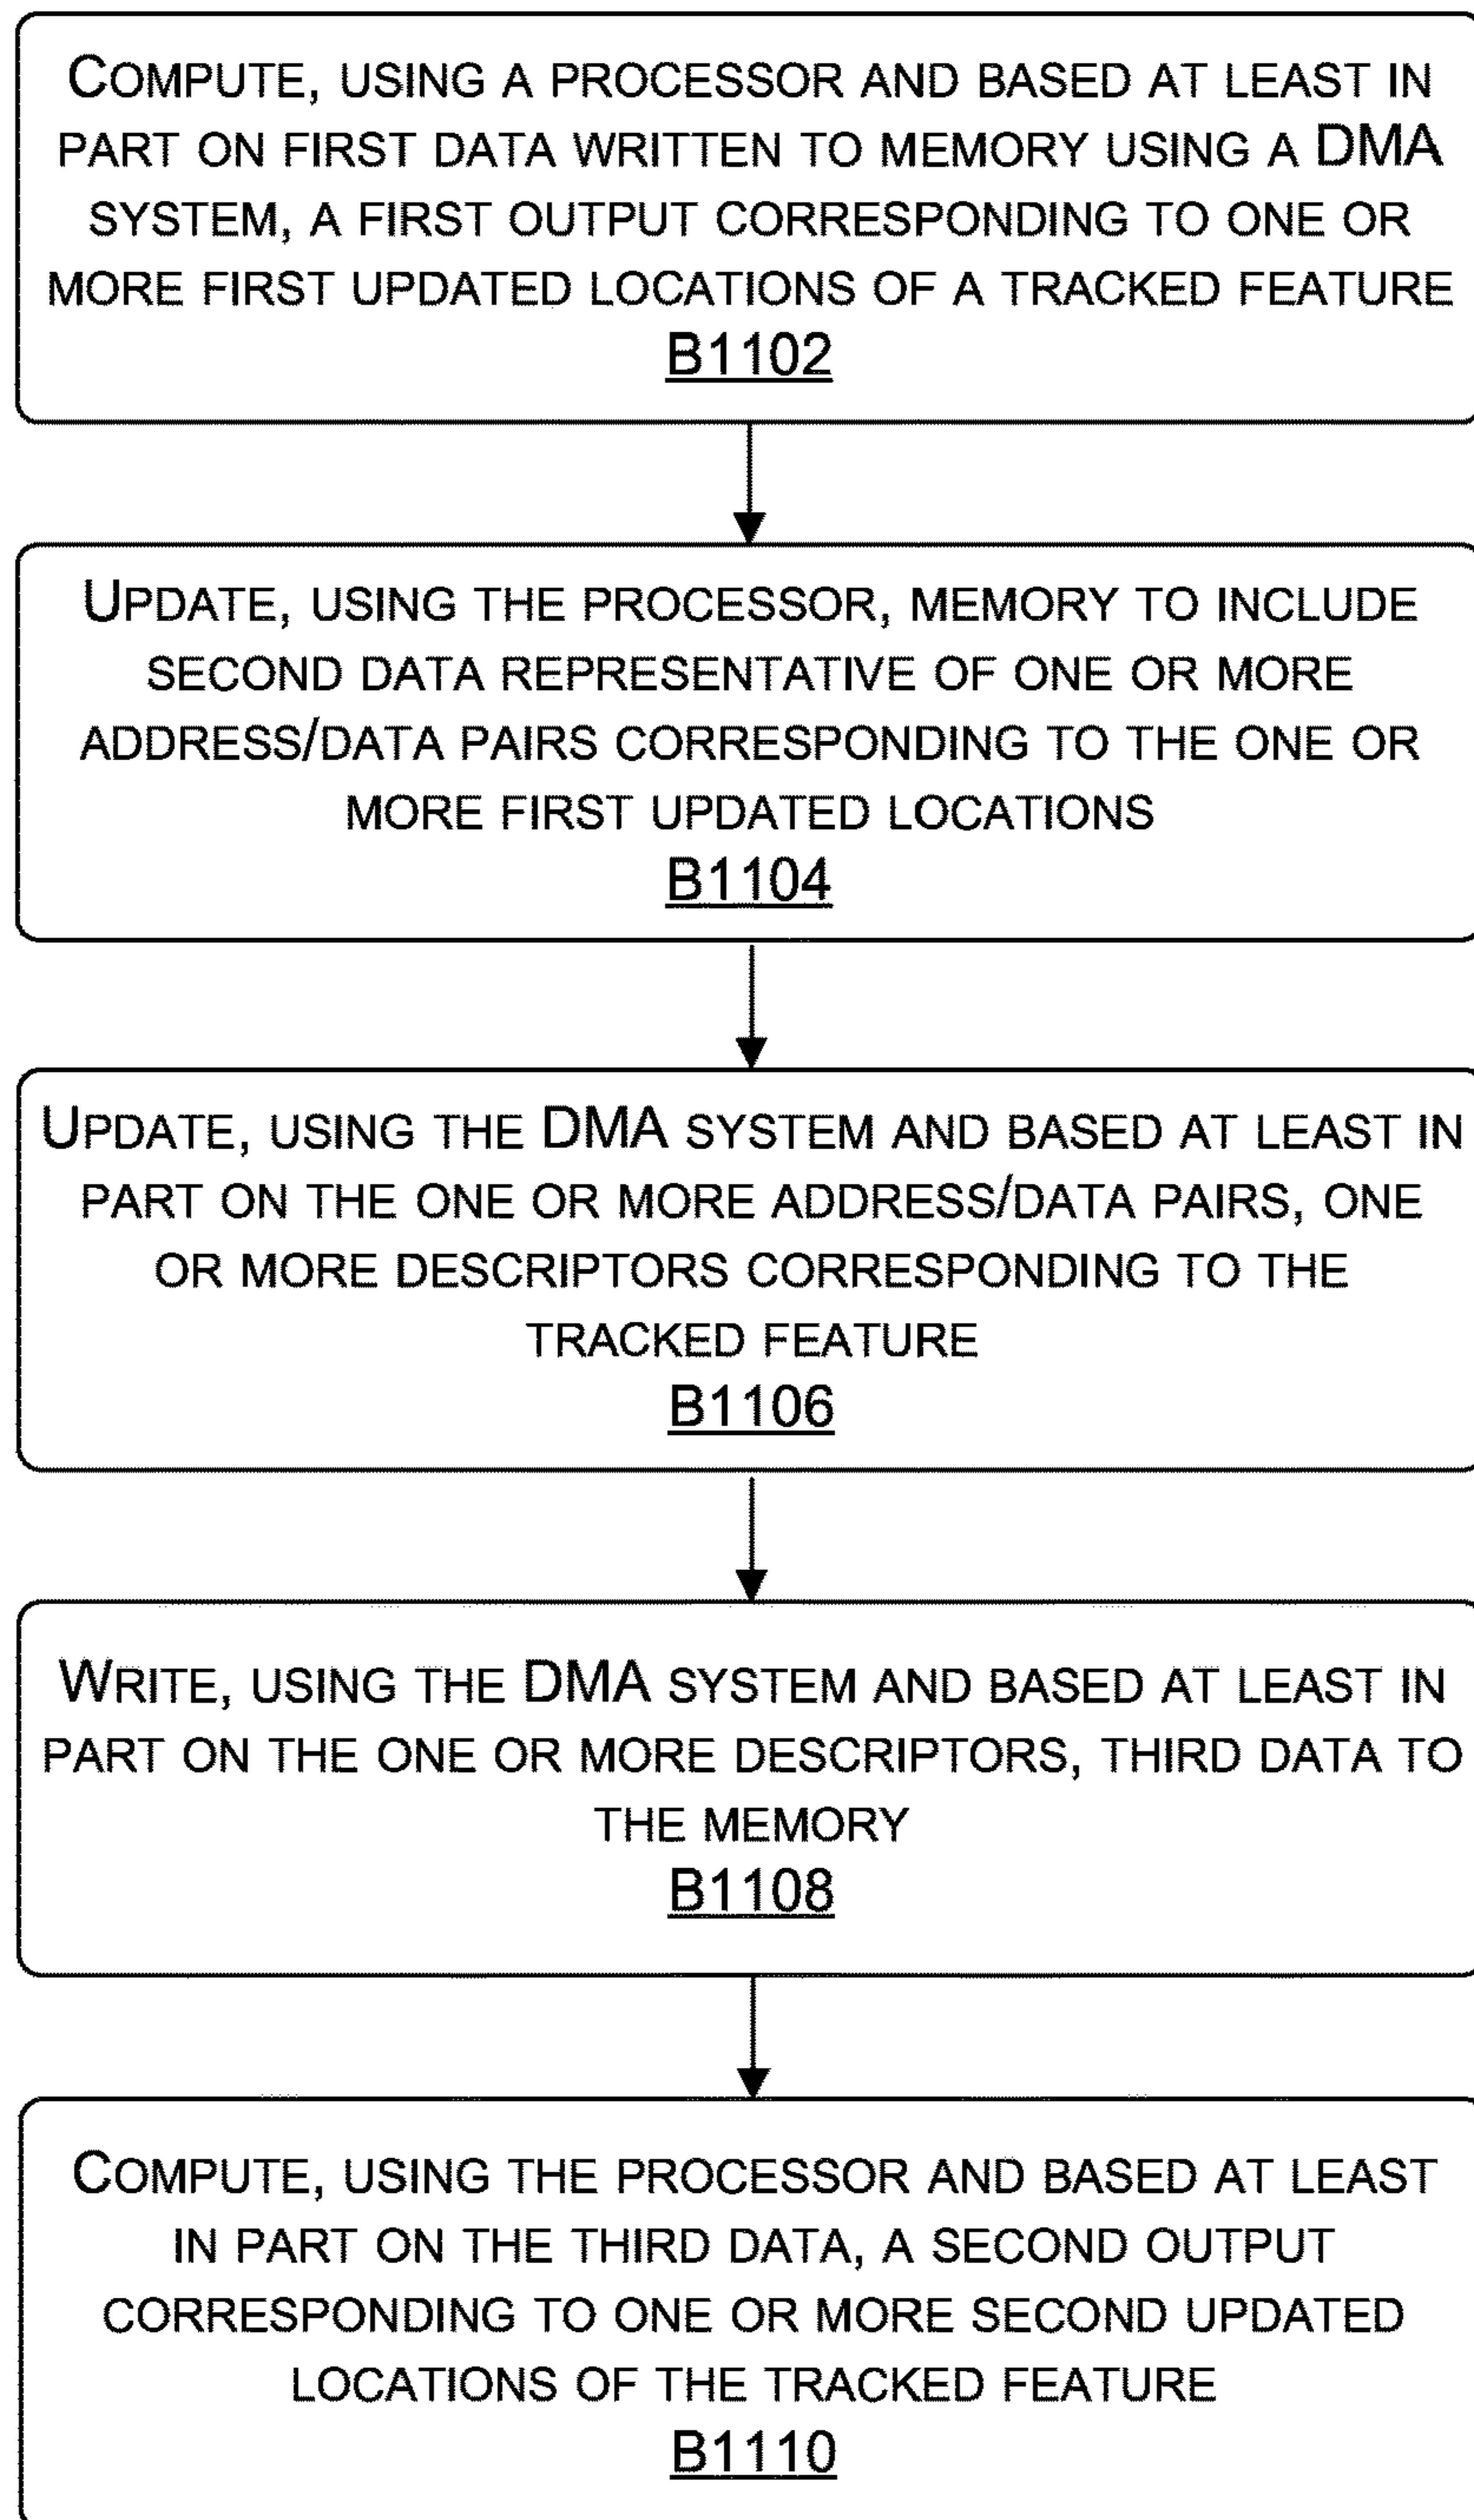 COMPUTE, USING A PROCESSOR AND BASED AT LEAST IN
PART ON FIRST DATA WRITTEN TO MEMORY USING A DMA
SYSTEM, A FIRST OUTPUT CORRESPONDING TO ONE OR
MORE FIRST UPDATED LOCATIONS OF A TRACKED FEATURE
B1102
UPDATE, USING THE PROCESSOR, MEMORY TO INCLUDE
SECOND DATA REPRESENTATIVE OF ONE OR MORE
ADDRESS/DATA PAIRS CORRESPONDING TO THE ONE OR
MORE FIRST UPDATED LOCATIONS
B1104
UPDATE, USING THE DMA SYSTEM AND BASED AT LEAST IN
PART ON THE ONE OR MORE ADDRESS/DATA PAIRS, ONE
OR MORE DESCRIPTORS CORRESPONDING TO THE
TRACKED FEATURE
B1106
WRITE, USING THE DMA SYSTEM AND BASED AT LEAST IN
PART ON THE ONE OR MORE DESCRIPTORS, THIRD DATA TO
THE MEMORY
B1108
COMPUTE, USING THE PROCESSOR AND BASED AT LEAST
IN PART ON THE THIRD DATA, A SECOND OUTPUT
CORRESPONDING TO ONE OR MORE SECOND UPDATED
LOCATIONS OF THE TRACKED FEATURE
B1110